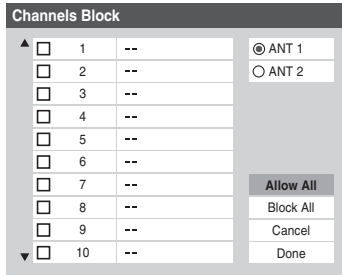 Channels Block
1 -- ANT 1
2 -- ANT 2
3 --
4 --
5 --
6 --
7 -- Allow All
8 -- Block All
9 -- Cancel
10 -- Done